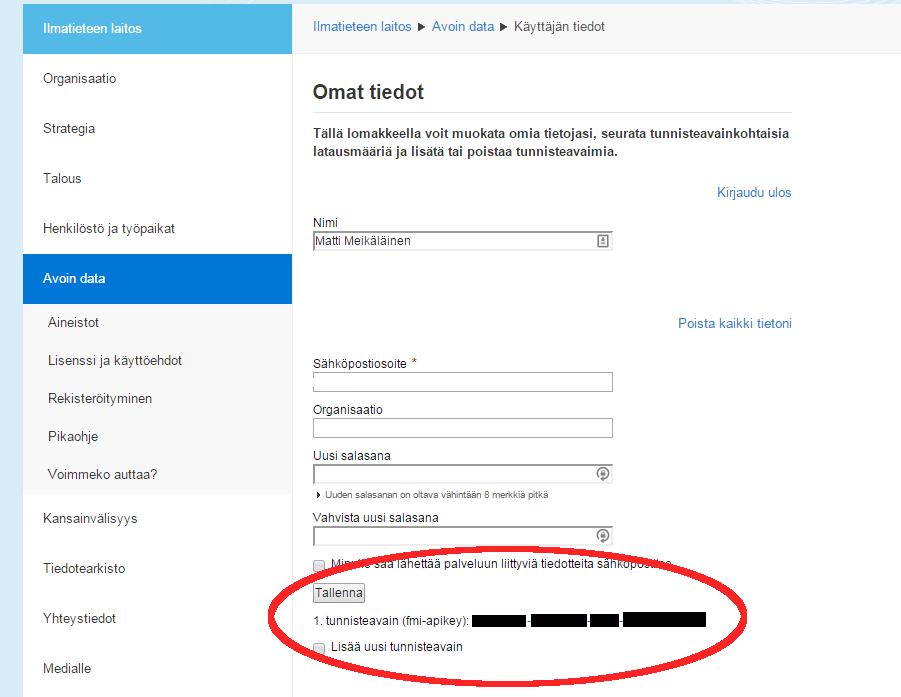 Ilmatieteen laitos
Organisaatio
Strategia
Talous
Henkilöstö ja työpaikat
Avoin data
Aineistot
Lisenssi ja käyttöehdot
Rekisteröityminen
Pikaohje
Voimmeko auttaa?
Kansainvälisyys
Tiedotearkisto
Yhteystiedot
Medialle
Ilmatieteen laitos ▶ Avoin data ▶ Käyttäjän tiedot
Omat tiedot
Tällä lomakkeella voit muokata omia tietojasi, seurata tunnisteavainkohtaisia
latausmääriä ja lisätä tai poistaa tunnisteavaimia.
Kirjaudu ulos
Nimi
Matti Meikäläinen
Poista kaikki tietoni
Sähköpostiosoite *
Organisaatio
Uusi salasana
Uuden salasanan on oltava vähintään 8 merkkiä pitkä
Vahvista uusi salasana
saa lähettää palveluun liittyviä tiedotteita
Tallenna
1. tunnisteavain (fmi-apikey):
Lisää uusi tunnisteavain